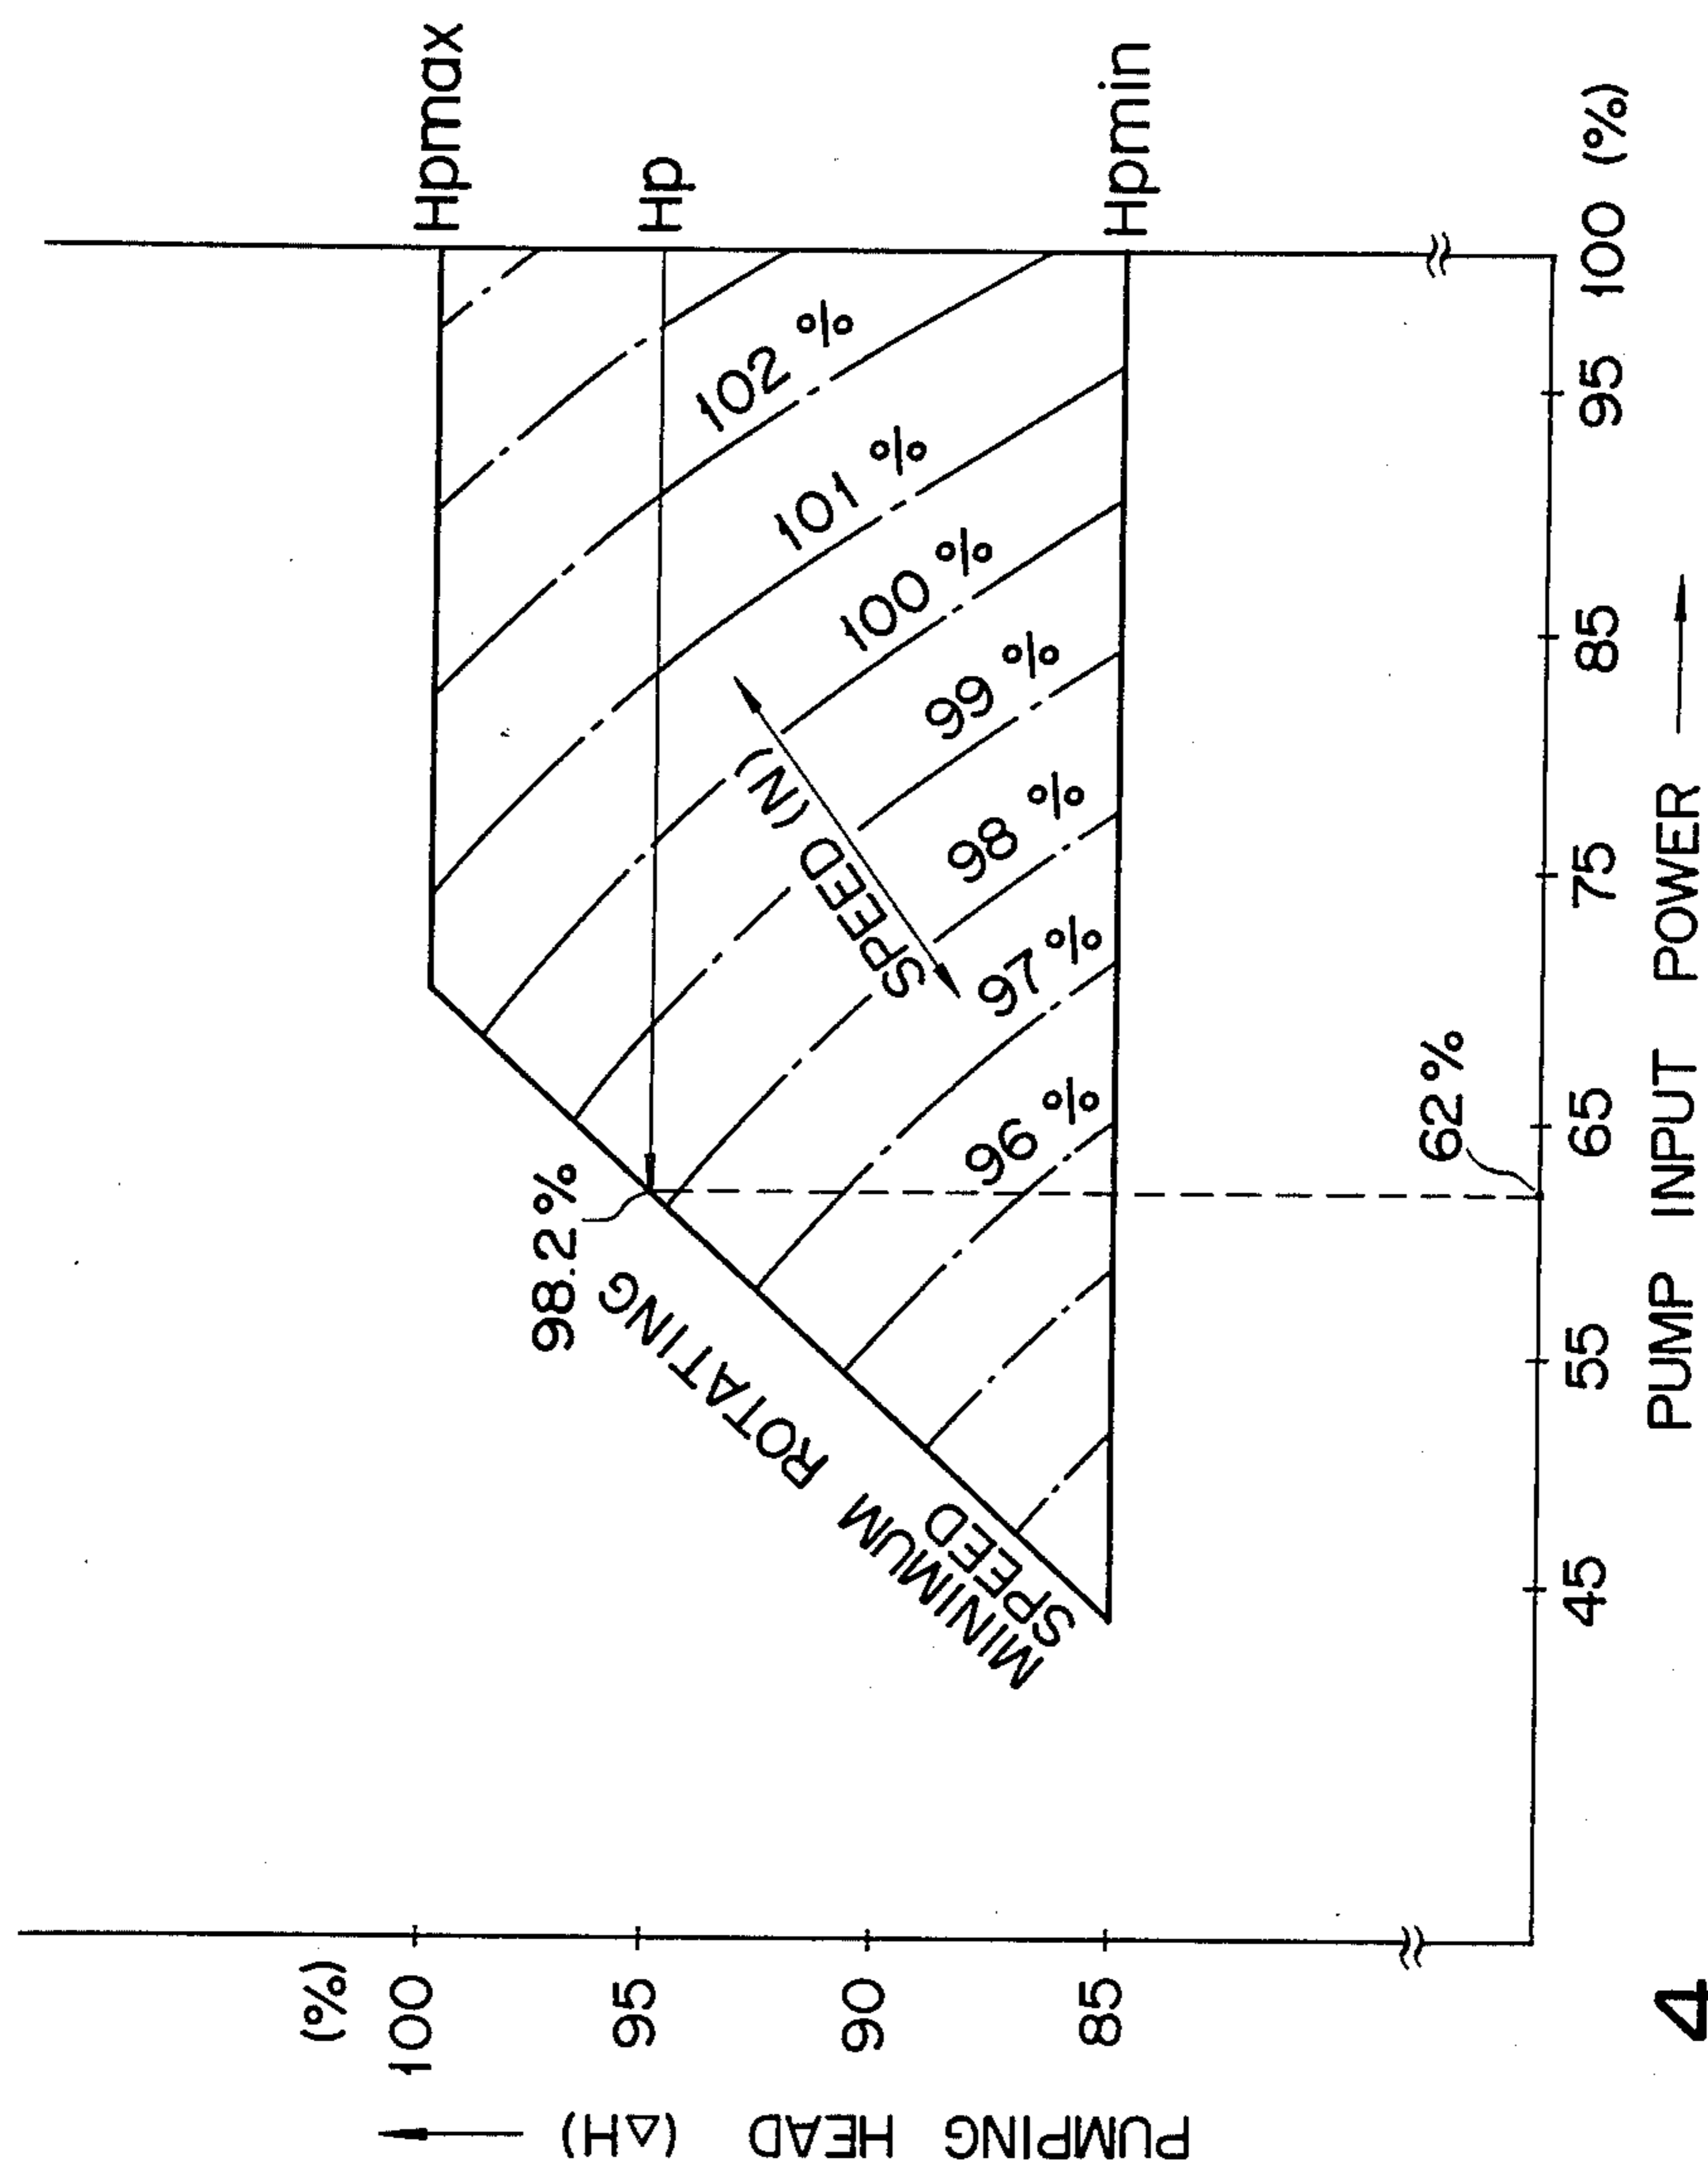 (%)
100
95
90
85
PUMPING HEAD (△H)
Hpmax
Hp
Hpmin
98.2 %
MINIMUM ROTATING
SPEED
SPEED (N)
102 %
101 %
100 %
99 %
98 %
97 %
96 %
62 %
45 55 65 75 85 95 100 (%)
PUMP INPUT POWER
4